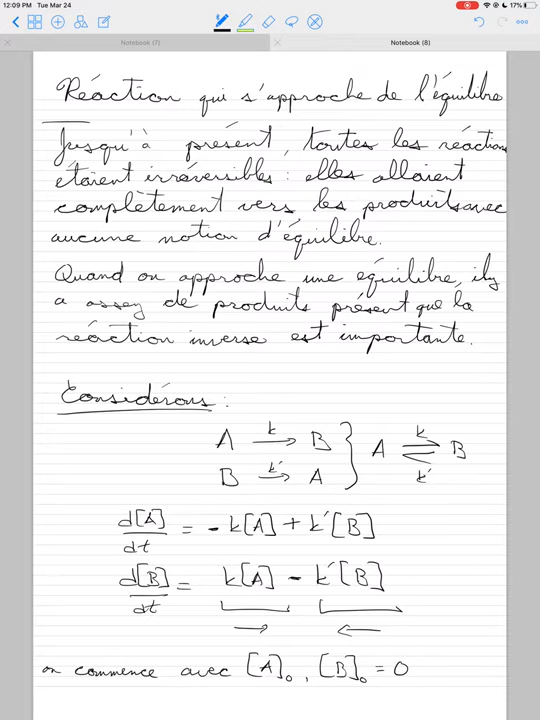 12:09 PM Tue Mar 24
17%
Notebook (7)
Notebook (8)
Réaction qui s'approche de l'équilibre
Jusqu'à présent, toutes les réactions
étaient irréversibles : elles allaient
complètement vers les produits avec
aucune notion d'équilibre.
Quand on approche une équilibre, il y
a assez de produits présent que la
réaction inverse est importante.
Considérons :
A —k→ B } A ⇌ B k
B —k'→ A k'
d[A]/dt = - k[A] + k'[B]
d[B]/dt = k[A] - k'[B]
→ ←
on commence avec [A]₀, [B]₀ = 0